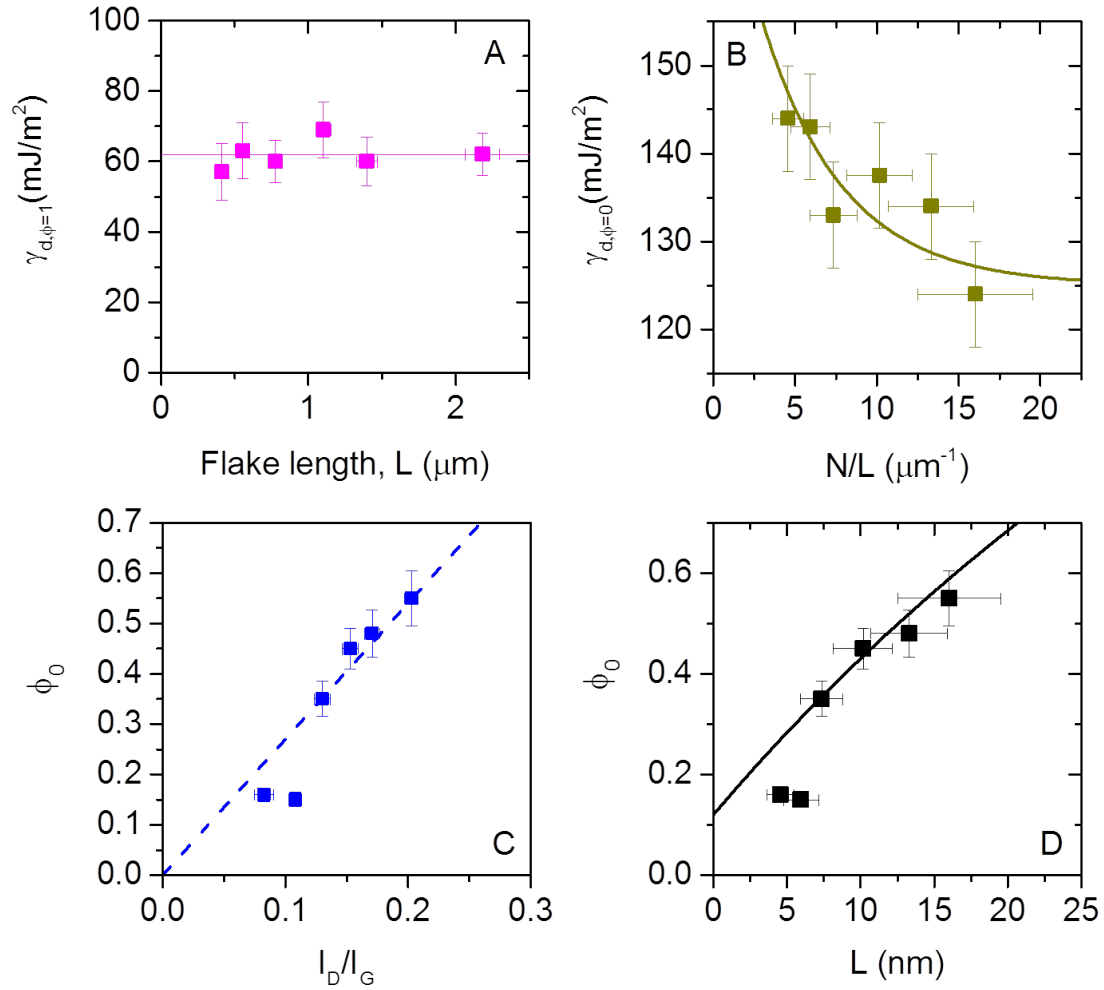 100
80
60
40
20
0
γd,ϕ=1(mJ/m²)
A
0 1 2
Flake length, L (μm)
150
140
130
120
γd,ϕ=0(mJ/m²)
B
0 5 10 15 20
N/L (μm⁻¹)
0.7
0.6
0.5
0.4
0.3
0.2
0.1
0.0
ϕ₀
C
0.0 0.1 0.2 0.3
I_D/I_G
0.6
0.4
0.2
0.0
ϕ₀
D
0 5 10 15 20 25
L (nm)